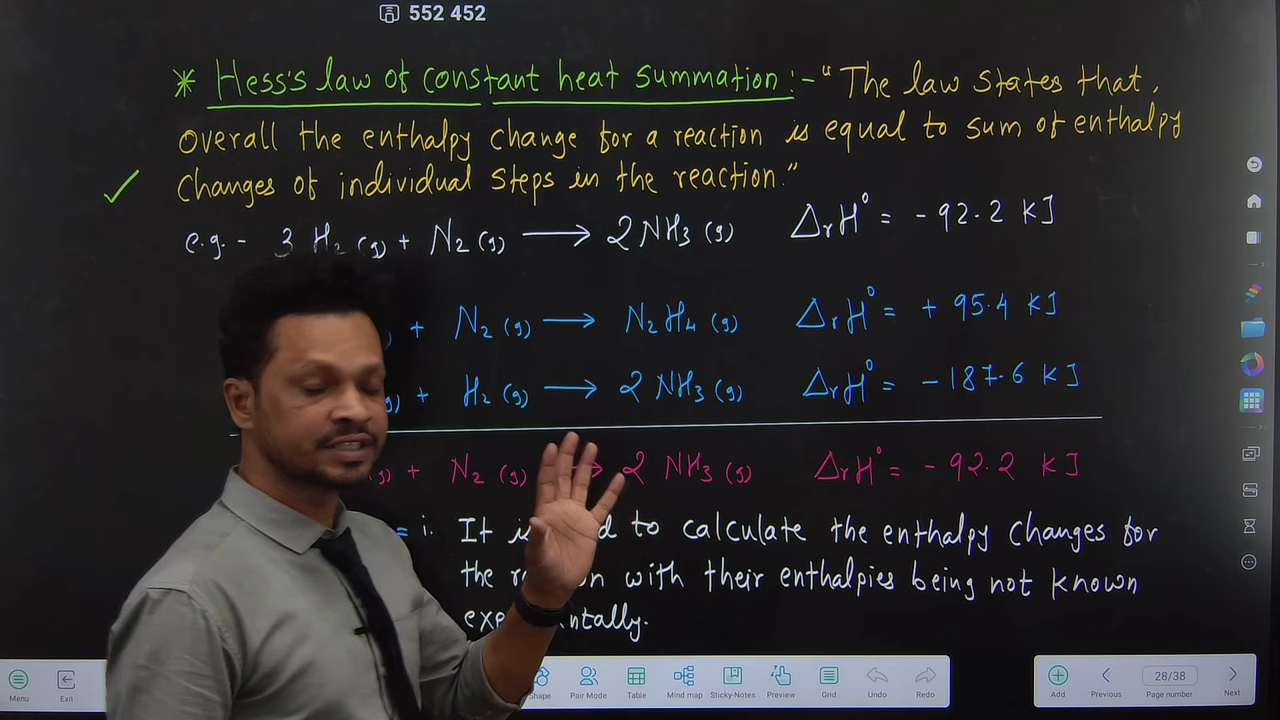 552 452
* Hess's law of constant heat summation :- "The law states that,
Overall the enthalpy change for a reaction is equal to sum of enthalpy
✓ changes of individual steps in the reaction."
e.g. - 3 H₂ (g) + N₂ (g) ⟶ 2NH₃ (g) ΔᵣH° = - 92.2 KJ
+ N₂ (g) ⟶ N₂H₄ (g) ΔᵣH° = + 95.4 KJ
(g) + H₂ (g) ⟶ 2 NH₃ (g) ΔᵣH° = - 187.6 KJ
(g) + N₂ (g) → 2 NH₃ (g) ΔᵣH° = - 92.2 KJ
= i. It is to calculate the enthalpy changes for
the with their enthalpies being not known
Menu Exit Shape Pair Mode Table Mind map Sticky-Notes Preview Grid Undo Redo Add Previous 28/38 Page number Next